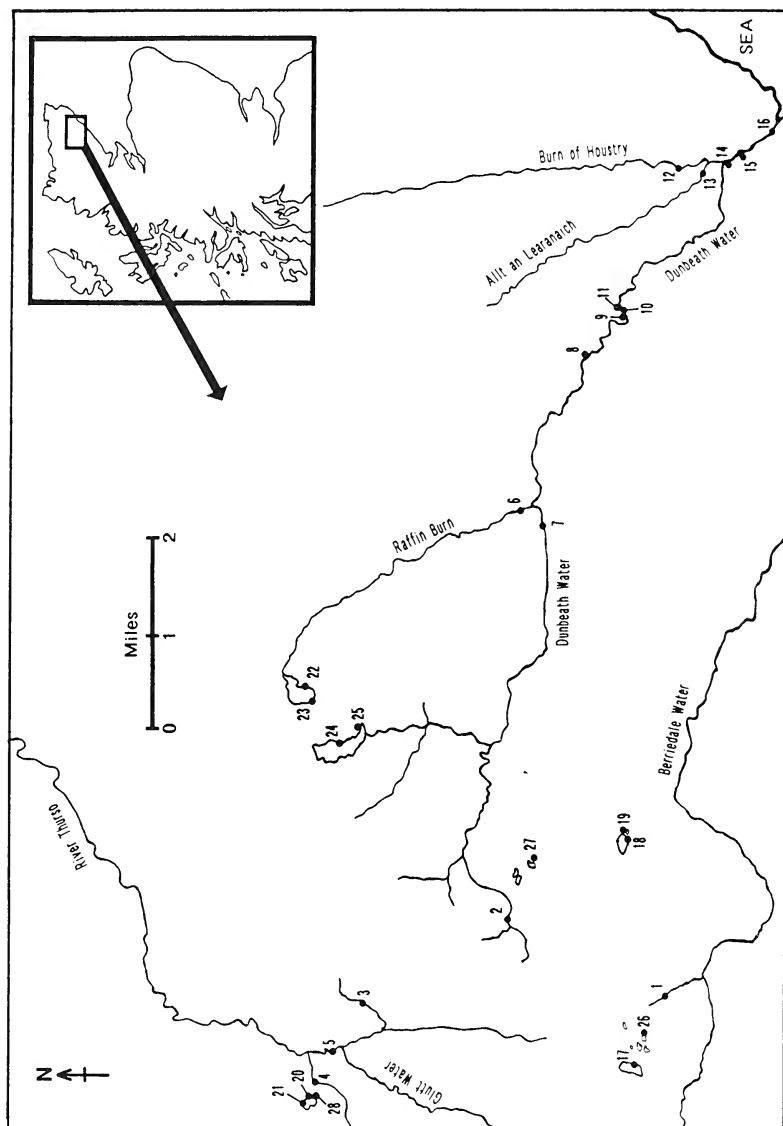 N
SEA
Burn of Houstry
Allt an Learanaich
Dunbeath Water
Raffin Burn
Miles
0 1 2
Dunbeath Water
Berriedale Water
River Thurso
Glutt Water
1
2
3
4
5
6
7
8
9
10
11
12
13
14
15
16
17
18
19
20
21
22
23
24
25
26
27
28